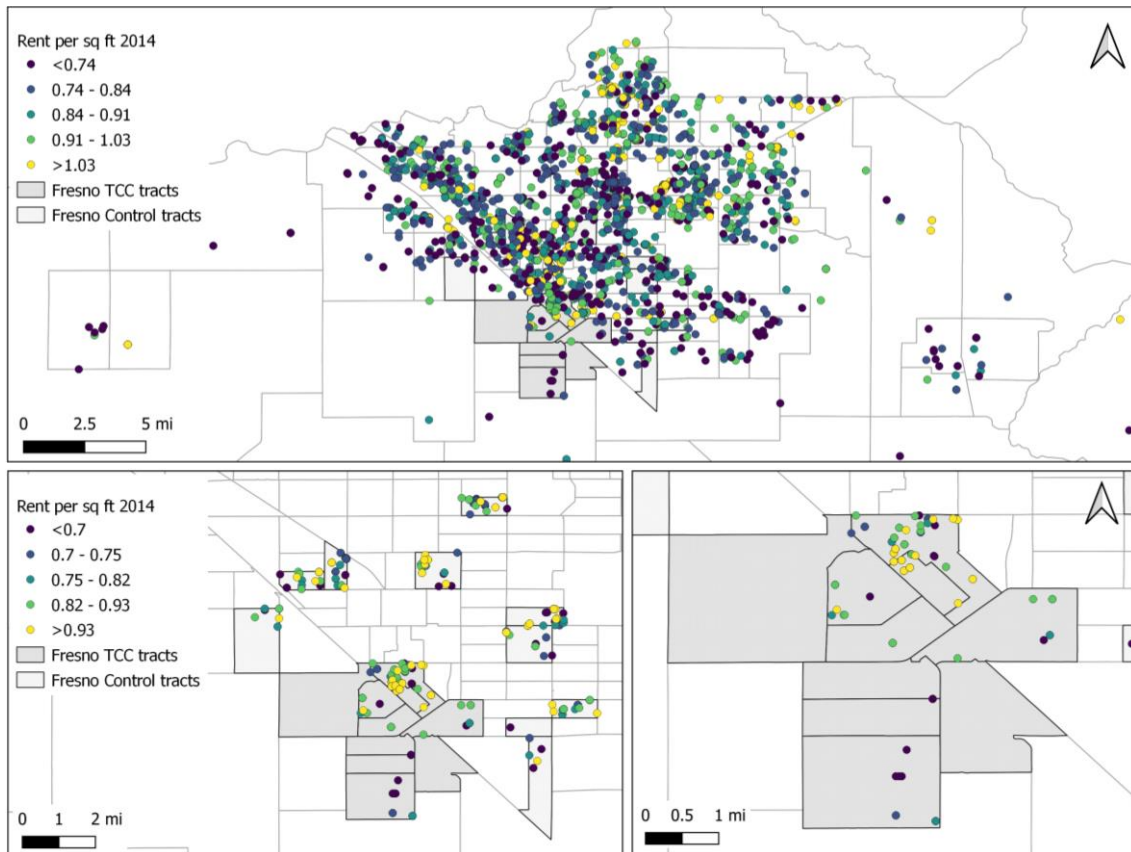 Rent per sq ft 2014
<0.74
0.74 - 0.84
0.84 - 0.91
0.91 - 1.03
>1.03
Fresno TCC tracts
Fresno Control tracts
0 2.5 5 mi
Rent per sq ft 2014
<0.7
0.7 - 0.75
0.75 - 0.82
0.82 - 0.93
>0.93
Fresno TCC tracts
Fresno Control tracts
0 1 2 mi
0 0.5 1 mi